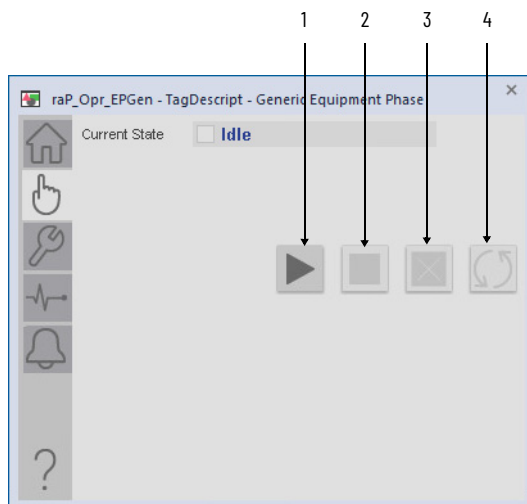 1 2 3 4
raP_Opr_EPGen - TagDescript - Generic Equipment Phase
Current State Idle
?